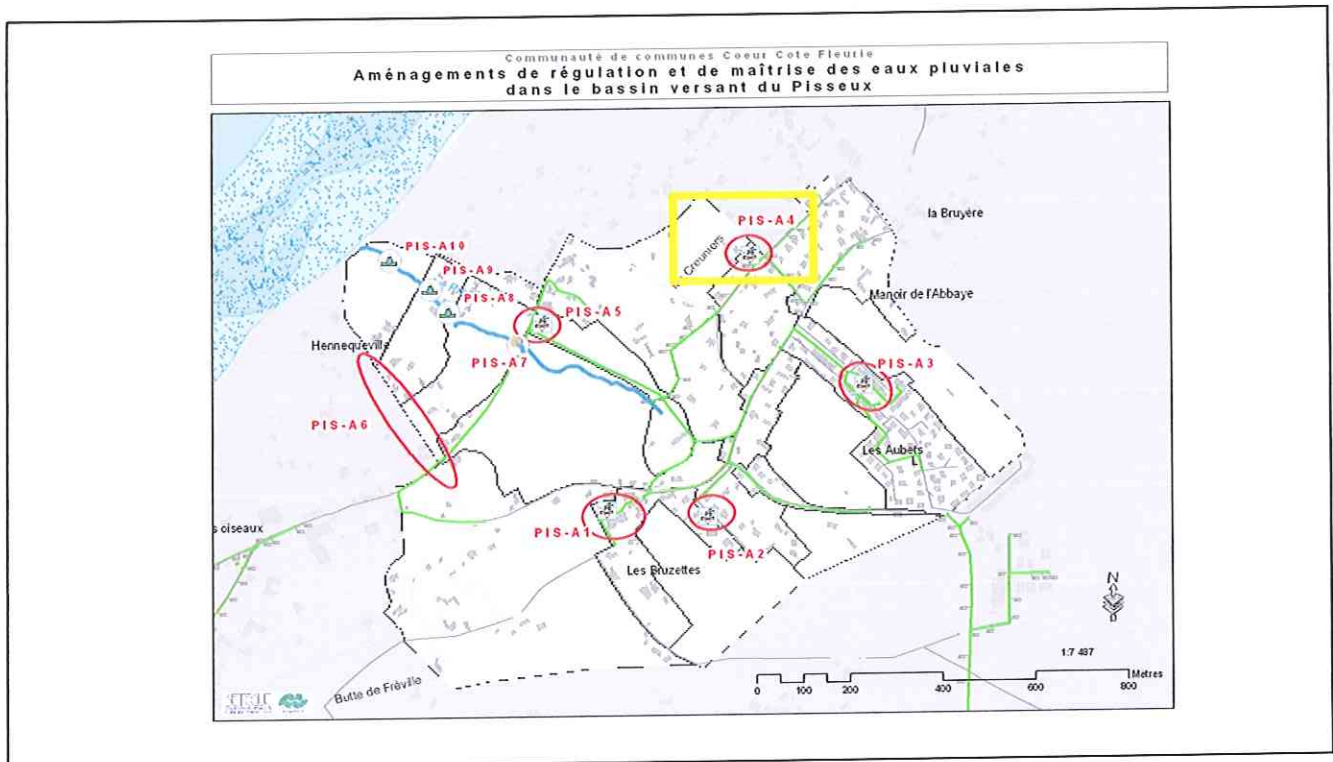 Communauté de communes Coeur Cote Fleurie
Aménagements de régulation et de maîtrise des eaux pluviales
dans le bassin versant du Pisseux
PIS-A4
la Bruyère
Creuniers
PIS-A10
PIS-A9
Manoir de l'Abbaye
PIS-A8
PIS-A5
Hennequeville
PIS-A7
PIS-A3
PIS-A6
Les Aubets
s oiseaux
PIS-A1
PIS-A2
Les Bruzettes
N
1:7 487
Butte de Fréville
0 100 200 400 600 800
Mètres